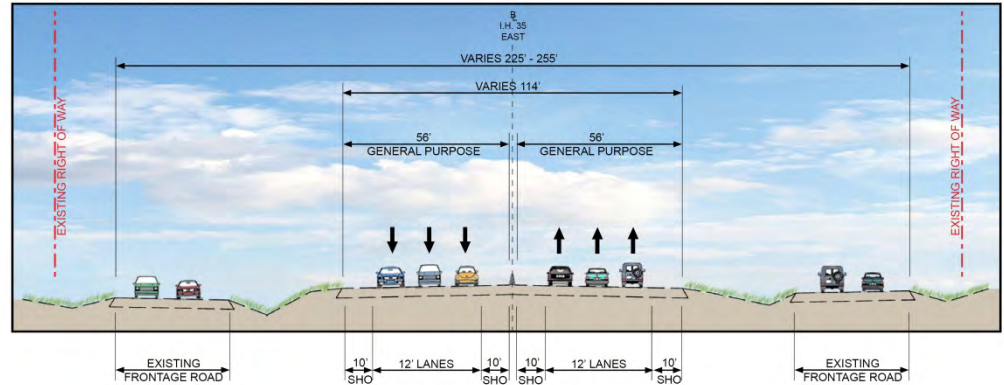 B
I.H. 35
EAST
VARIES 225' - 255'
VARIES 114'
56'
GENERAL PURPOSE
56'
GENERAL PURPOSE
EXISTING RIGHT OF WAY
EXISTING RIGHT OF WAY
EXISTING
FRONTAGE ROAD
10'
SHO
12' LANES
10'
SHO
10'
SHO
12' LANES
10'
SHO
EXISTING
FRONTAGE ROAD